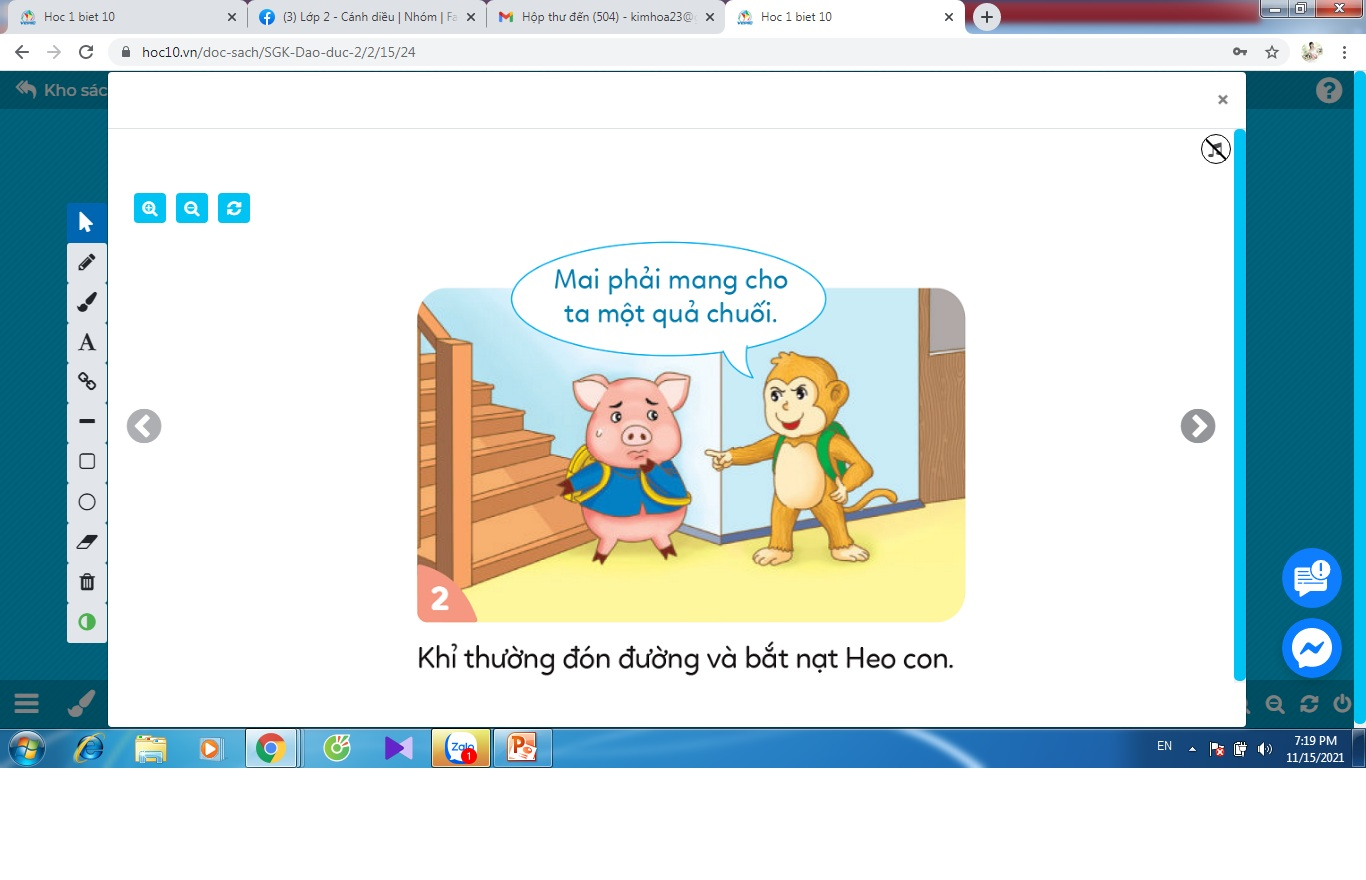 Hoc 1 biet 10
(3) Lớp 2 - Cánh diều | Nhóm | Fa
Hộp thư đến (504) - kimhoa23@
Hoc 1 biet 10
hoc10.vn/doc-sach/SGK-Dao-duc-2/2/15/24
Kho sác
Mai phải mang cho
ta một quả chuối.
2
Khỉ thường đón đường và bắt nạt Heo con.
Zalo
1
EN
7:19 PM
11/15/2021